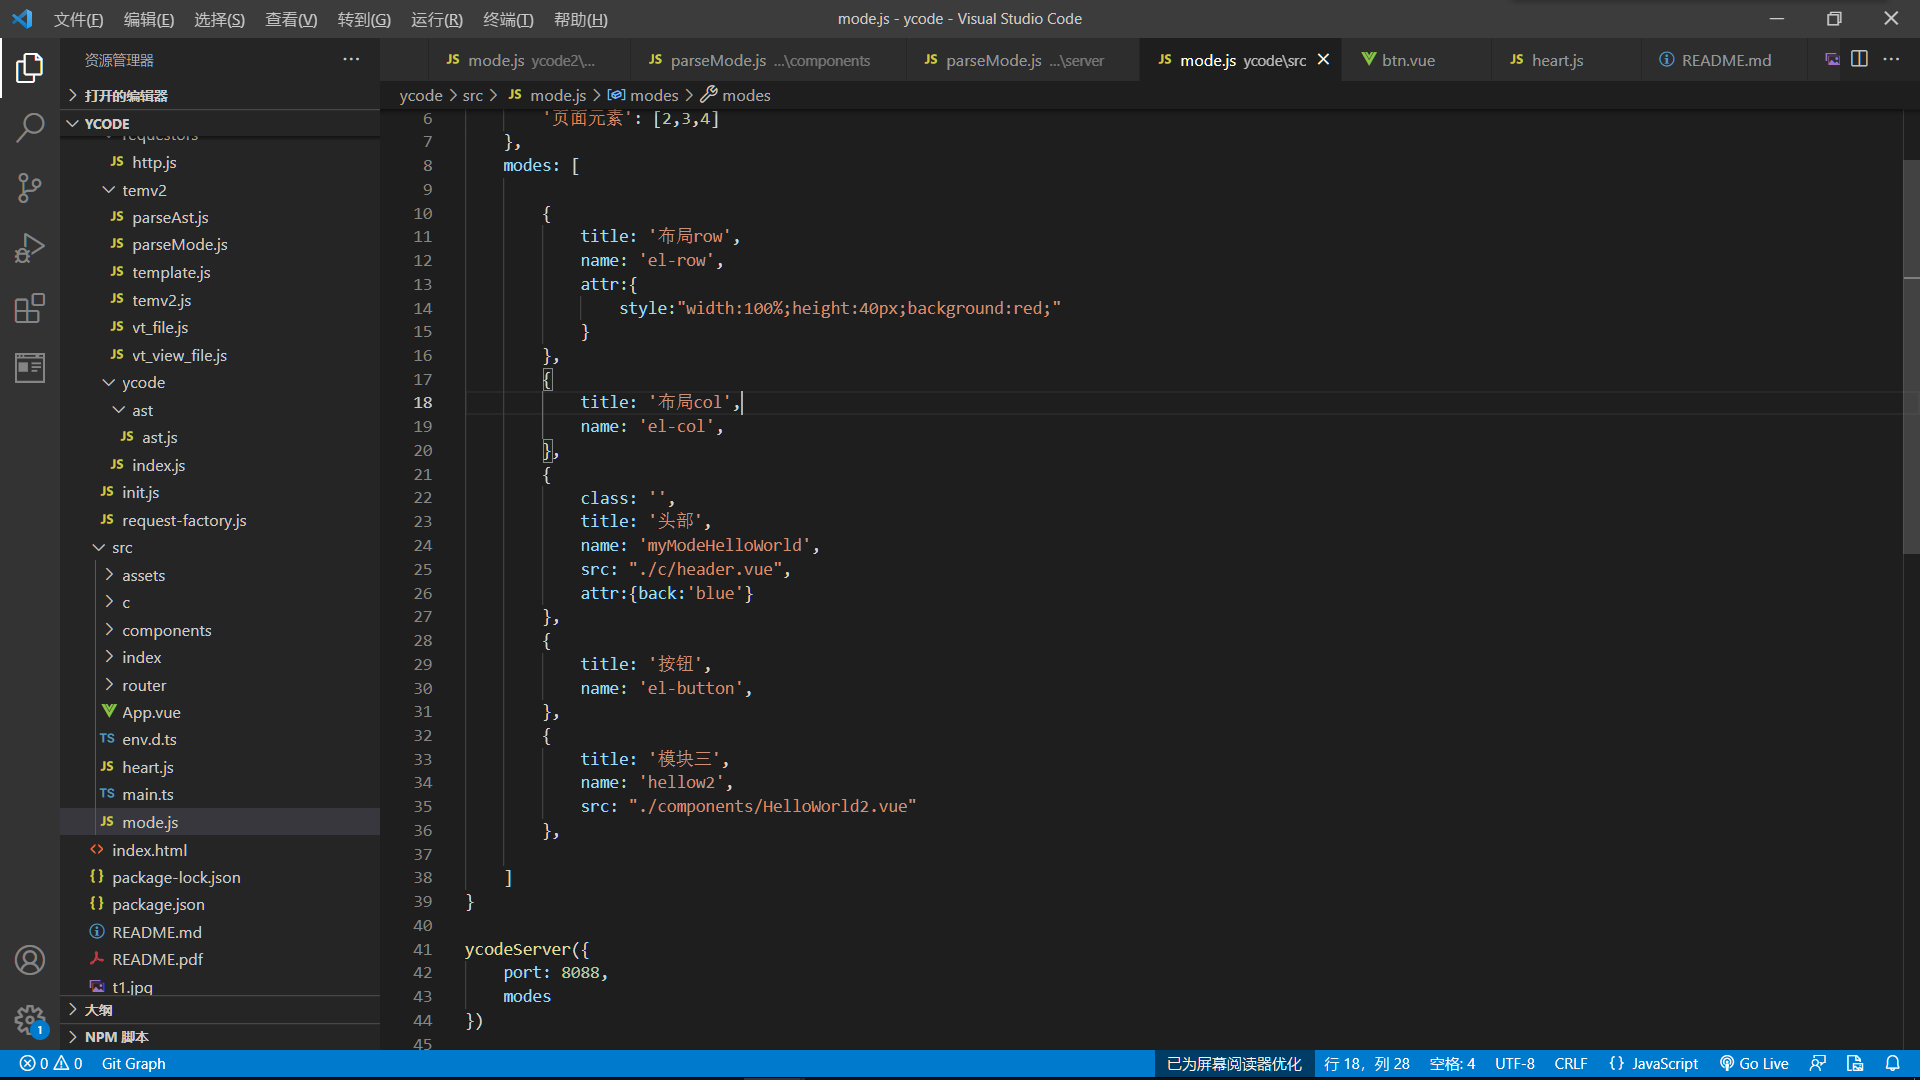 文件(F) 编辑(E) 选择(S) 查看(V) 转到(G) 运行(R) 终端(T) 帮助(H) mode.js - ycode - Visual Studio Code
资源管理器 ···
JS mode.js ycode2\... JS parseMode.js ...\components JS parseMode.js ...\server JS mode.js ycode\src btn.vue JS heart.js README.md
打开的编辑器
ycode > src > JS mode.js > modes > modes
YCODE
requestors
JS http.js
temv2
JS parseAst.js
JS parseMode.js
JS template.js
JS temv2.js
JS vt_file.js
JS vt_view_file.js
ycode
ast
JS ast.js
JS index.js
JS init.js
JS request-factory.js
src
assets
c
components
index
router
App.vue
TS env.d.ts
JS heart.js
TS main.ts
JS mode.js
<> index.html
{} package-lock.json
{} package.json
README.md
README.pdf
t1.jpg
大纲
NPM 脚本
1
6 '页面元素': [2,3,4]
7 },
8 modes: [
9
10 {
11 title: '布局row',
12 name: 'el-row',
13 attr:{
14 style:"width:100%;height:40px;background:red;"
15 }
16 },
17 {
18 title: '布局col',
19 name: 'el-col',
20 },
21 {
22 class: '',
23 title: '头部',
24 name: 'myModeHelloWorld',
25 src: "./c/header.vue",
26 attr:{back:'blue'}
27 },
28 {
29 title: '按钮',
30 name: 'el-button',
31 },
32 {
33 title: '模块三',
34 name: 'hellow2',
35 src: "./components/HelloWorld2.vue"
36 },
37
38 ]
39 }
40
41 ycodeServer({
42 port: 8088,
43 modes
44 })
45
0 0 Git Graph 已为屏幕阅读器优化 行 18，列 28 空格: 4 UTF-8 CRLF {} JavaScript Go Live